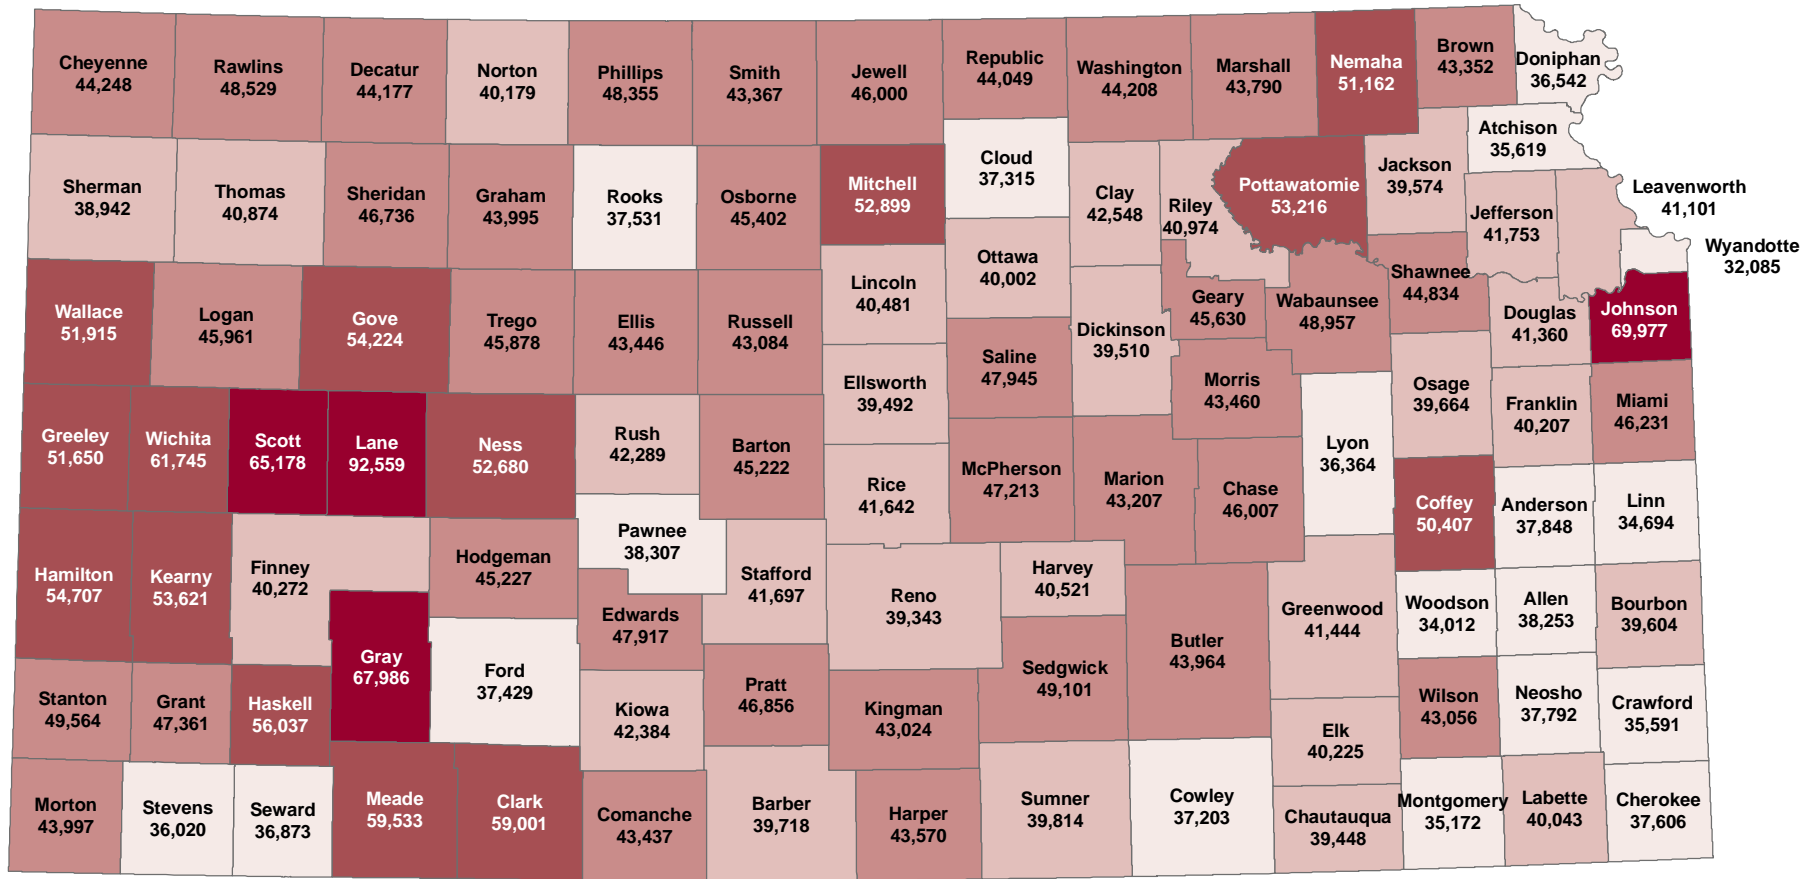 Cheyenne
44,248
Rawlins
48,529
Decatur
44,177
Norton
40,179
Phillips
48,355
Smith
43,367
Jewell
46,000
Republic
44,049
Washington
44,208
Marshall
43,790
Nemaha
51,162
Brown
43,352
Doniphan
36,542
Sherman
38,942
Thomas
40,874
Sheridan
46,736
Graham
43,995
Rooks
37,531
Osborne
45,402
Mitchell
52,899
Cloud
37,315
Clay
42,548
Riley
40,974
Pottawatomie
53,216
Jackson
39,574
Atchison
35,619
Jefferson
41,753
Leavenworth
41,101
Wyandotte
32,085
Wallace
51,915
Logan
45,961
Gove
54,224
Trego
45,878
Ellis
43,446
Russell
43,084
Lincoln
40,481
Ottawa
40,002
Saline
47,945
Dickinson
39,510
Geary
45,630
Wabaunsee
48,957
Shawnee
44,834
Douglas
41,360
Johnson
69,977
Ellsworth
39,492
Morris
43,460
Osage
39,664
Franklin
40,207
Miami
46,231
Greeley
51,650
Wichita
61,745
Scott
65,178
Lane
92,559
Ness
52,680
Rush
42,289
Barton
45,222
Rice
41,642
McPherson
47,213
Marion
43,207
Chase
46,007
Lyon
36,364
Coffey
50,407
Anderson
37,848
Linn
34,694
Hamilton
54,707
Kearny
53,621
Finney
40,272
Hodgeman
45,227
Pawnee
38,307
Stafford
41,697
Edwards
47,917
Reno
39,343
Harvey
40,521
Greenwood
41,444
Woodson
34,012
Allen
38,253
Bourbon
39,604
Gray
67,986
Ford
37,429
Sedgwick
49,101
Butler
43,964
Stanton
49,564
Grant
47,361
Haskell
56,037
Kiowa
42,384
Pratt
46,856
Kingman
43,024
Elk
40,225
Wilson
43,056
Neosho
37,792
Crawford
35,591
Morton
43,997
Stevens
36,020
Seward
36,873
Meade
59,533
Clark
59,001
Comanche
43,437
Barber
39,718
Harper
43,570
Sumner
39,814
Cowley
37,203
Chautauqua
39,448
Montgomery
35,172
Labette
40,043
Cherokee
37,606